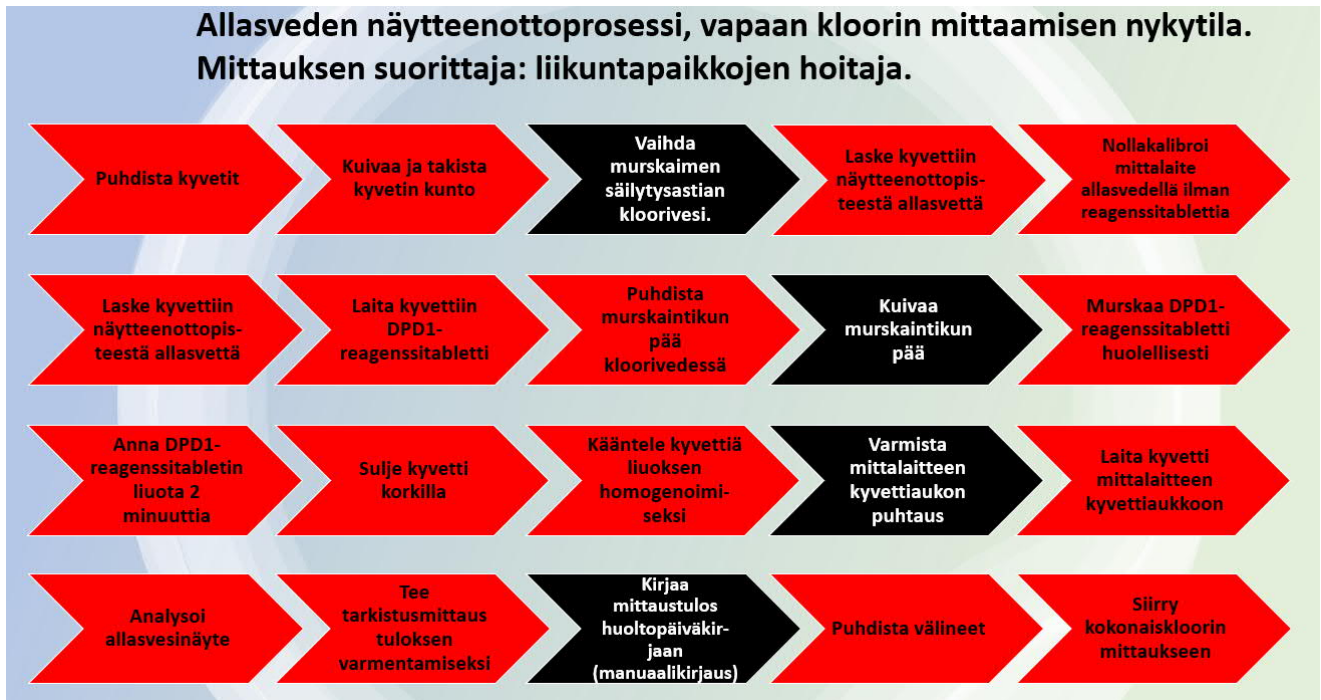 Allasveden näytteenottoprosessi, vapaan kloorin mittaamisen nykytila.
Mittauksen suorittaja: liikuntapaikkojen hoitaja.
Puhdista kyvetit
Kuivaa ja takista
kyvetin kunto
Vaihda
murskaimen
säilytysastian
kloorivesi.
Laske kyvettiin
näytteenottopis-
teestä allasvettä
Nollakalibroi
mittalaite
allasvedellä ilman
reagenssitablettia
Laske kyvettiin
näytteenottopis-
teestä allasvettä
Laita kyvettiin
DPD1-
reagenssitabletti
Puhdista
murskaintikun
pää
kloorivedessä
Kuivaa
murskaintikun
pää
Murskaa DPD1-
reagenssitabletti
huolellisesti
Anna DPD1-
reagenssitabletin
liuota 2
minuuttia
Sulje kyvetti
korkilla
Kääntele kyvettiä
liuoksen
homogenoimi-
seksi
Varmista
mittalaitteen
kyvettiaukon
puhtaus
Laita kyvetti
mittalaitteen
kyvettiaukkoon
Analysoi
allasvesinäyte
Tee
tarkistusmittaus
tuloksen
varmentamiseksi
Kirjaa
mittaustulos
huoltopäiväkir-
jaan
(manuaalikirjaus)
Puhdista välineet
Siirry
kokonaiskloorin
mittaukseen